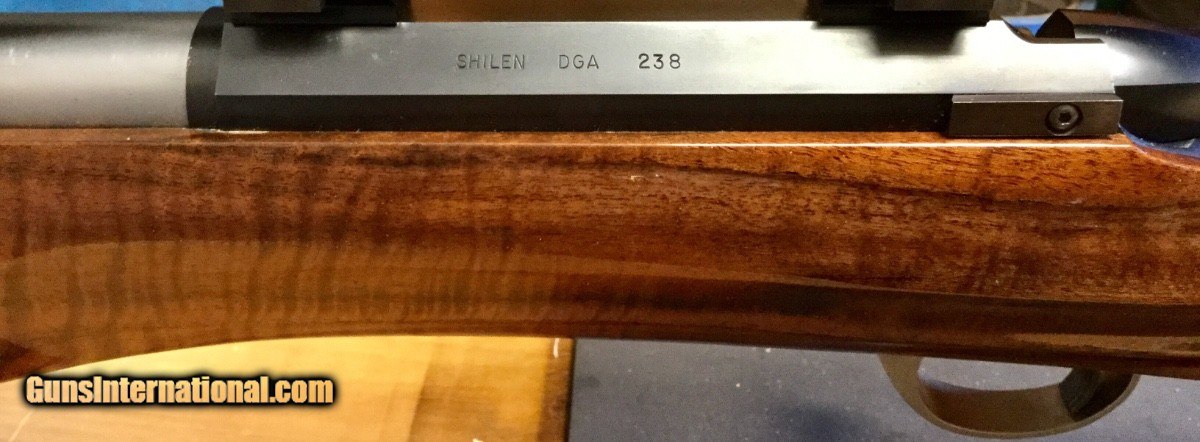 SHILEN DGA 238
GunsInternational.com